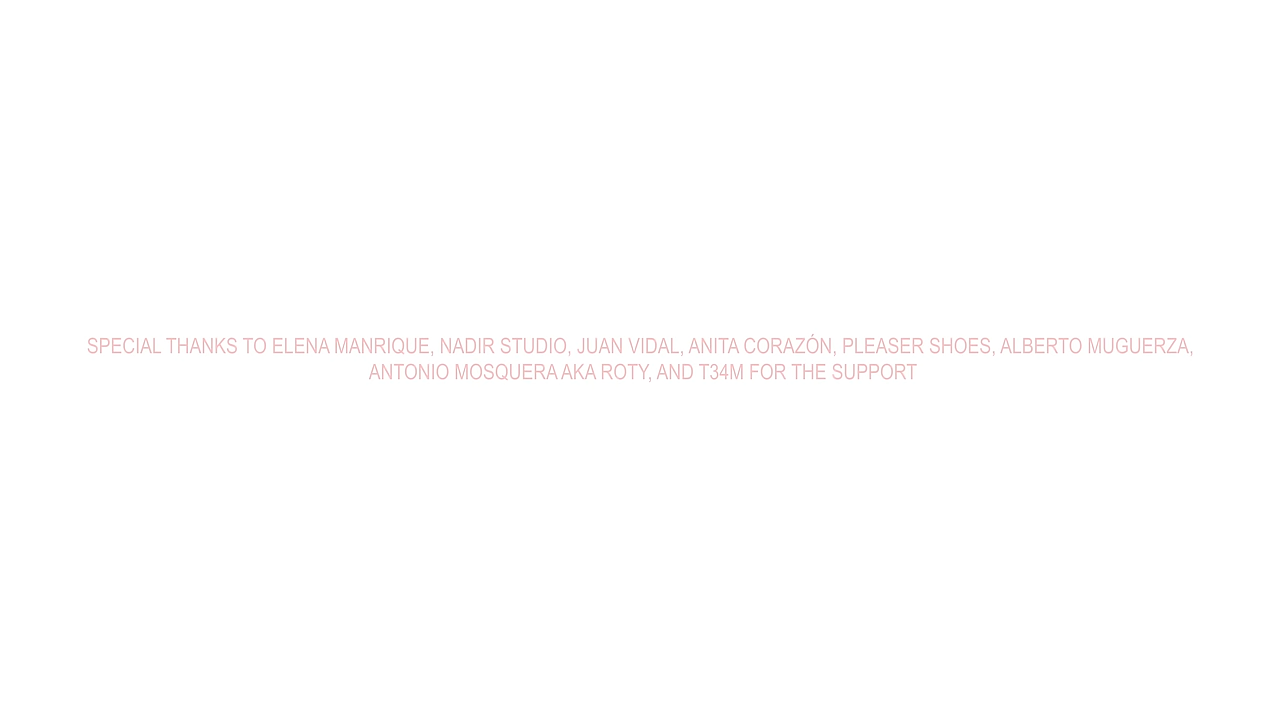 SPECIAL THANKS TO ELENA MANRIQUE, NADIR STUDIO, JUAN VIDAL, ANITA CORAZÓN, PLEASER SHOES, ALBERTO MUGUERZA,
ANTONIO MOSQUERA AKA ROTY, AND T34M FOR THE SUPPORT